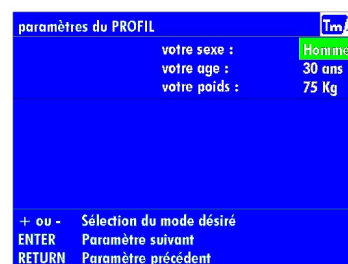 paramètres du PROFIL
votre sexe : Homme
votre age : 30 ans
votre poids : 75 Kg
+ ou - Sélection du mode désiré
ENTER Paramètre suivant
RETURN Paramètre précédent